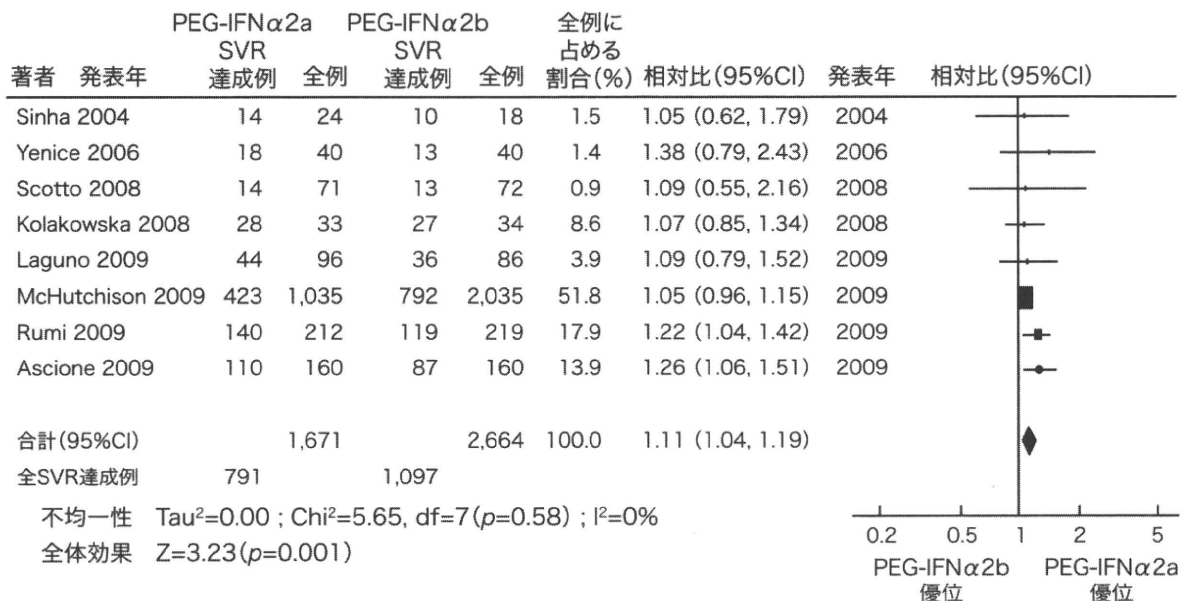 PEG-IFNα2a PEG-IFNα2b 全例に
SVR SVR 占める
著者 発表年 達成例 全例 達成例 全例 割合(%) 相対比(95%CI) 発表年 相対比(95%CI)
Sinha 2004 14 24 10 18 1.5 1.05 (0.62, 1.79) 2004
Yenice 2006 18 40 13 40 1.4 1.38 (0.79, 2.43) 2006
Scotto 2008 14 71 13 72 0.9 1.09 (0.55, 2.16) 2008
Kolakowska 2008 28 33 27 34 8.6 1.07 (0.85, 1.34) 2008
Laguno 2009 44 96 36 86 3.9 1.09 (0.79, 1.52) 2009
McHutchison 2009 423 1,035 792 2,035 51.8 1.05 (0.96, 1.15) 2009
Rumi 2009 140 212 119 219 17.9 1.22 (1.04, 1.42) 2009
Ascione 2009 110 160 87 160 13.9 1.26 (1.06, 1.51) 2009
合計(95%CI) 1,671 2,664 100.0 1.11 (1.04, 1.19)
全SVR達成例 791 1,097
不均一性 Tau²=0.00 ; Chi²=5.65, df=7(p=0.58) ; I²=0%
全体効果 Z=3.23(p=0.001)
0.2 0.5 1 2 5
PEG-IFNα2b PEG-IFNα2a
優位 優位